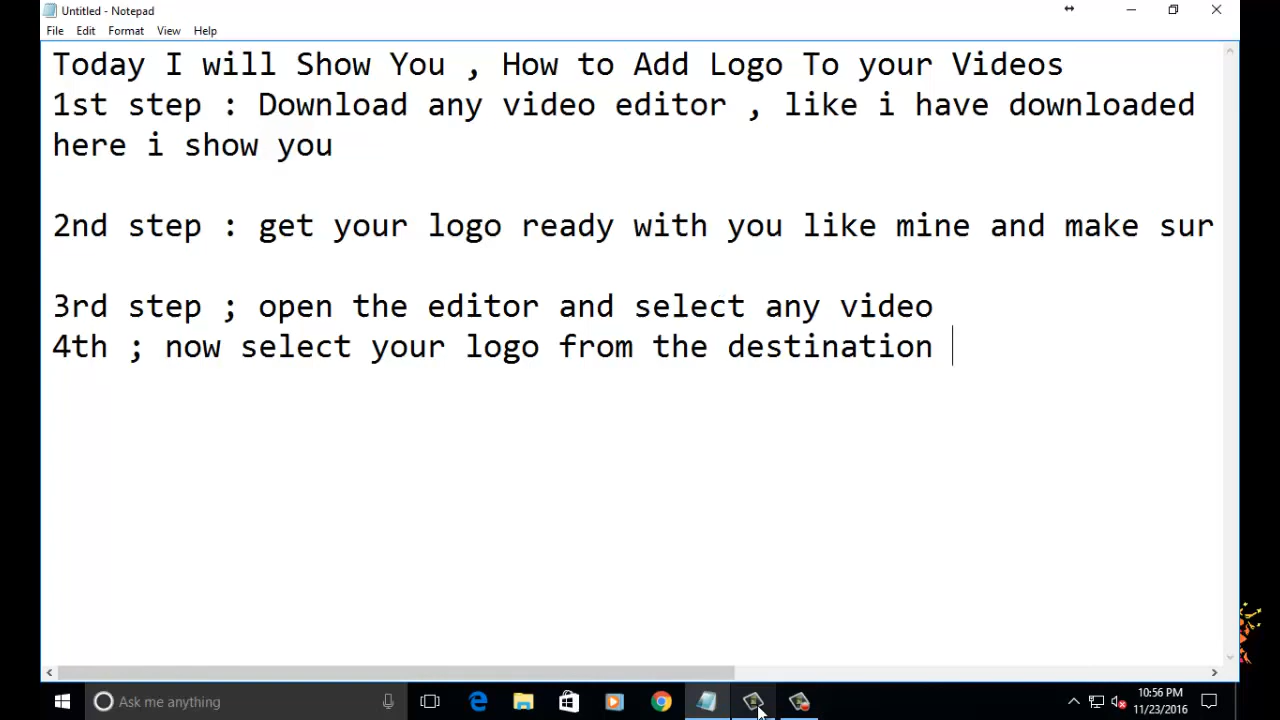 Untitled - Notepad
File Edit Format View Help
Today I will Show You , How to Add Logo To your Videos
1st step : Download any video editor , like i have downloaded
here i show you
2nd step : get your logo ready with you like mine and make sur
3rd step ; open the editor and select any video
4th ; now select your logo from the destination
Ask me anything
10:56 PM
11/23/2016